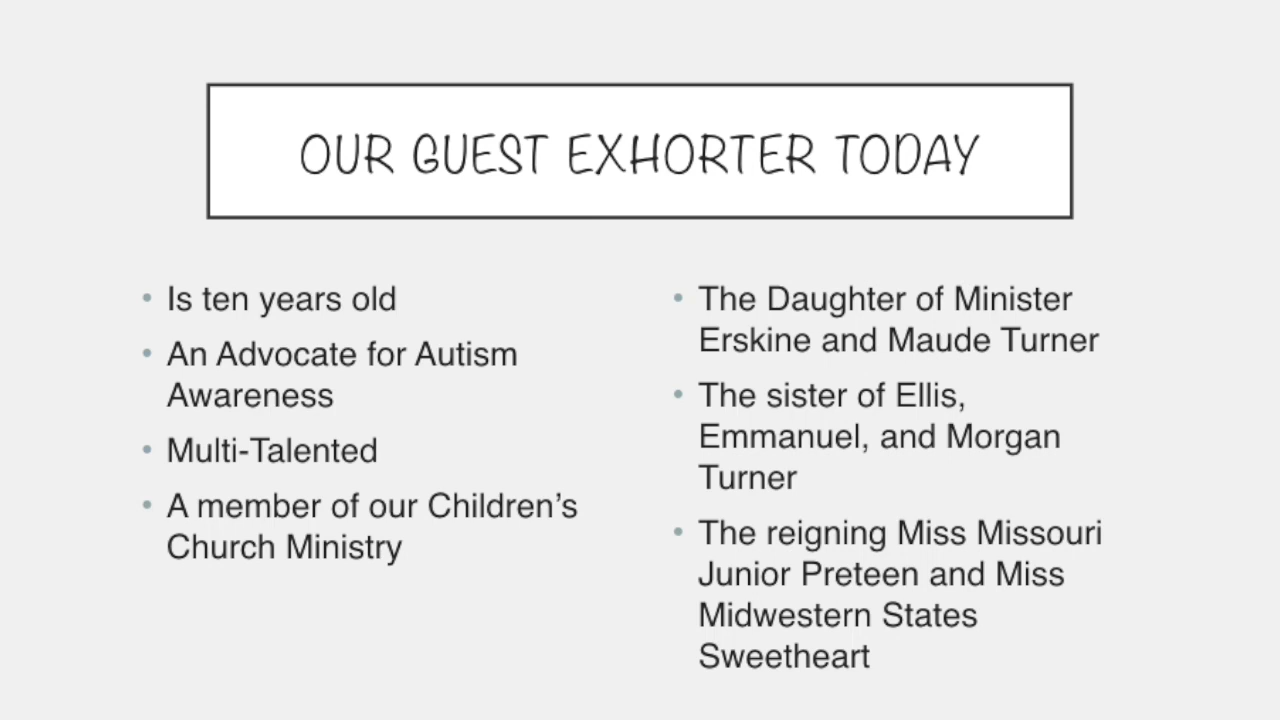 OUR GUEST EXHORTER TODAY
• Is ten years old
• An Advocate for Autism
Awareness
• Multi-Talented
• A member of our Children’s
Church Ministry
• The Daughter of Minister
Erskine and Maude Turner
• The sister of Ellis,
Emmanuel, and Morgan
Turner
• The reigning Miss Missouri
Junior Preteen and Miss
Midwestern States
Sweetheart